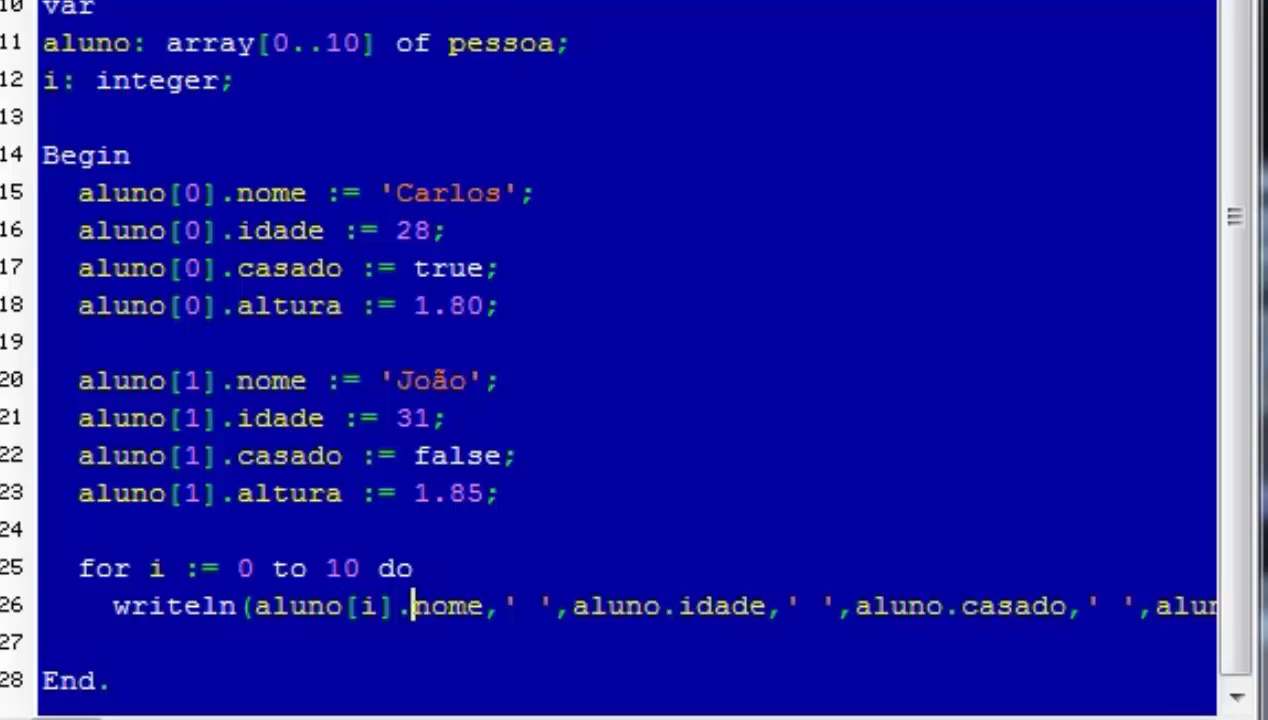 10 var
11 aluno: array[0..10] of pessoa;
12 i: integer;
13
14 Begin
15 aluno[0].nome := 'Carlos';
16 aluno[0].idade := 28;
17 aluno[0].casado := true;
18 aluno[0].altura := 1.80;
19
20 aluno[1].nome := 'João';
21 aluno[1].idade := 31;
22 aluno[1].casado := false;
23 aluno[1].altura := 1.85;
24
25 for i := 0 to 10 do
26 writeln(aluno[i].nome,' ',aluno.idade,' ',aluno.casado,' ',alun
27
28 End.